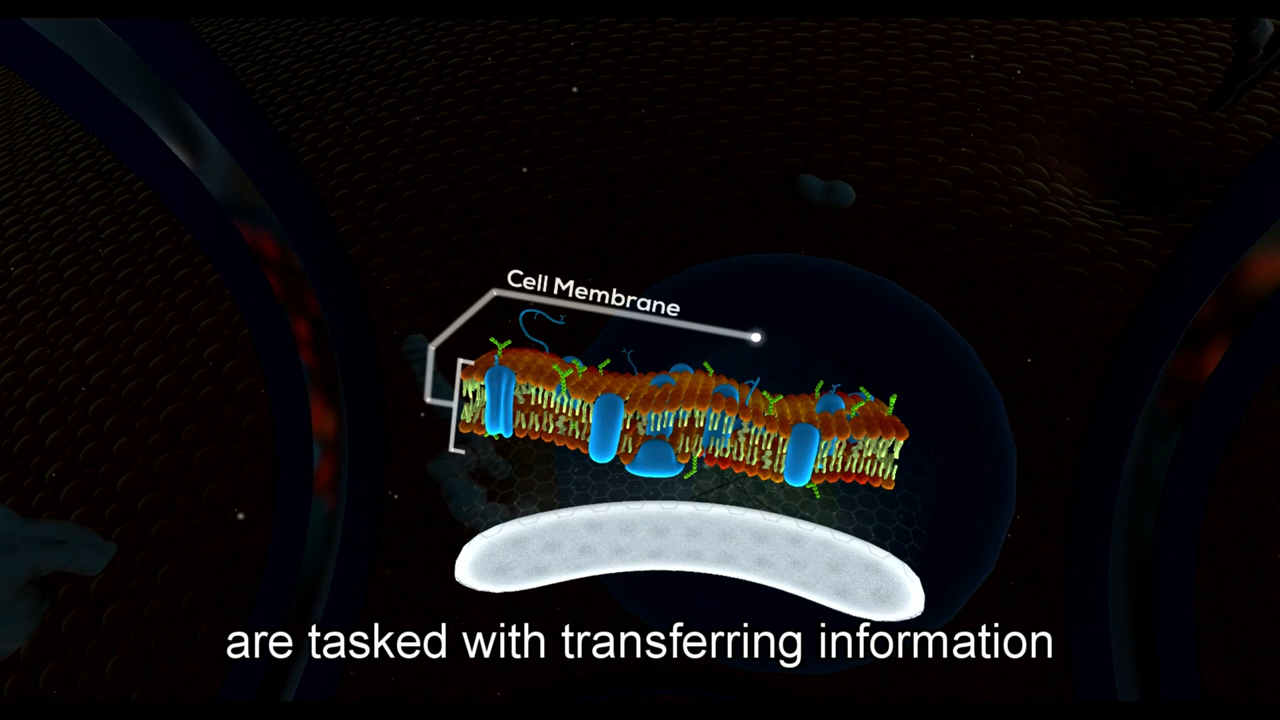 Cell Membrane
are tasked with transferring information